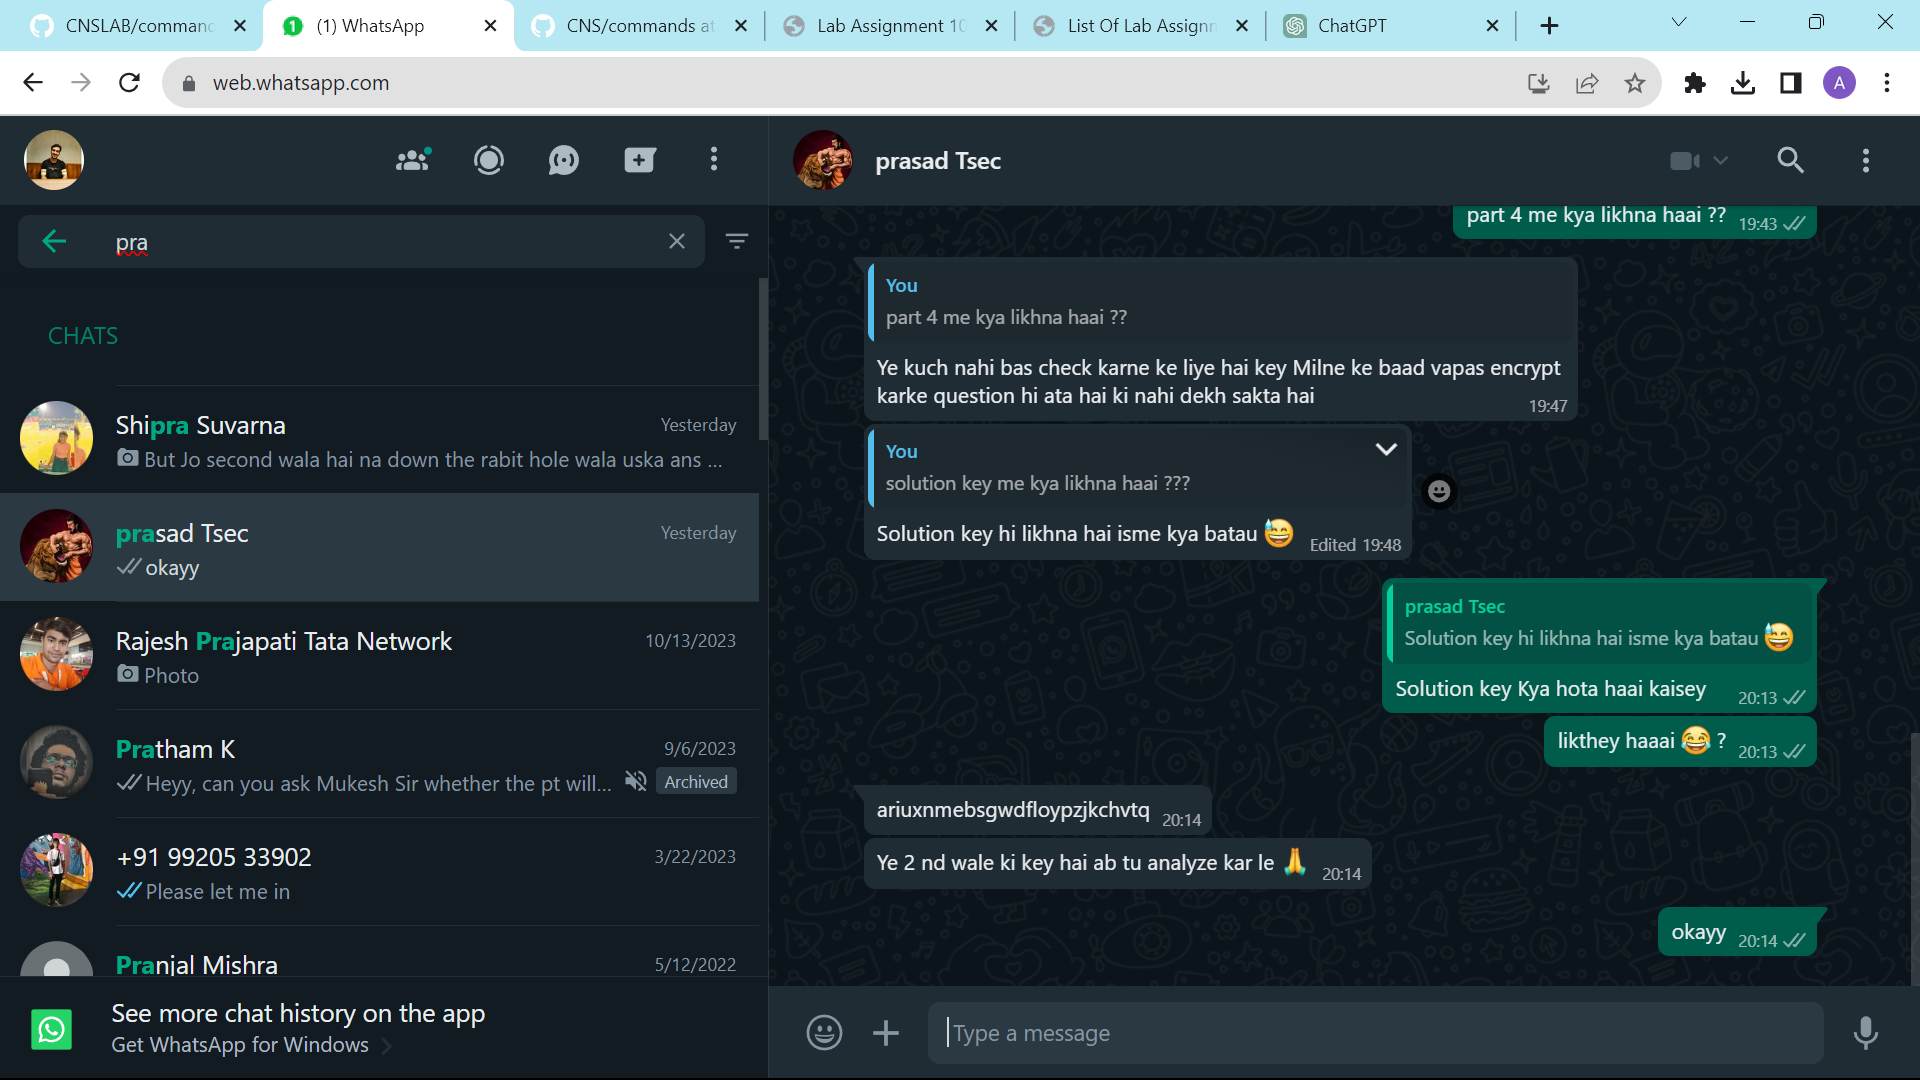 CNSLAB/command
(1) WhatsApp
CNS/commands at
Lab Assignment 10
List Of Lab Assignm
ChatGPT
web.whatsapp.com
A
pra
CHATS
Shipra Suvarna
Yesterday
But Jo second wala hai na down the rabit hole wala uska ans ...
prasad Tsec
Yesterday
okayy
Rajesh Prajapati Tata Network
10/13/2023
Photo
Pratham K
9/6/2023
Heyy, can you ask Mukesh Sir whether the pt will...
Archived
+91 99205 33902
3/22/2023
Please let me in
Pranjal Mishra
5/12/2022
See more chat history on the app
Get WhatsApp for Windows
prasad Tsec
part 4 me kya likhna haai ??
19:43
You
part 4 me kya likhna haai ??
Ye kuch nahi bas check karne ke liye hai key Milne ke baad vapas encrypt
karke question hi ata hai ki nahi dekh sakta hai
19:47
You
solution key me kya likhna haai ???
Solution key hi likhna hai isme kya batau 😅
Edited 19:48
prasad Tsec
Solution key hi likhna hai isme kya batau 😅
Solution key Kya hota haai kaisey
20:13
likthey haaai 😂 ?
20:13
ariuxnmebsgwdfloypzjkchvtq
20:14
Ye 2 nd wale ki key hai ab tu analyze kar le 🙏
20:14
okayy
20:14
Type a message